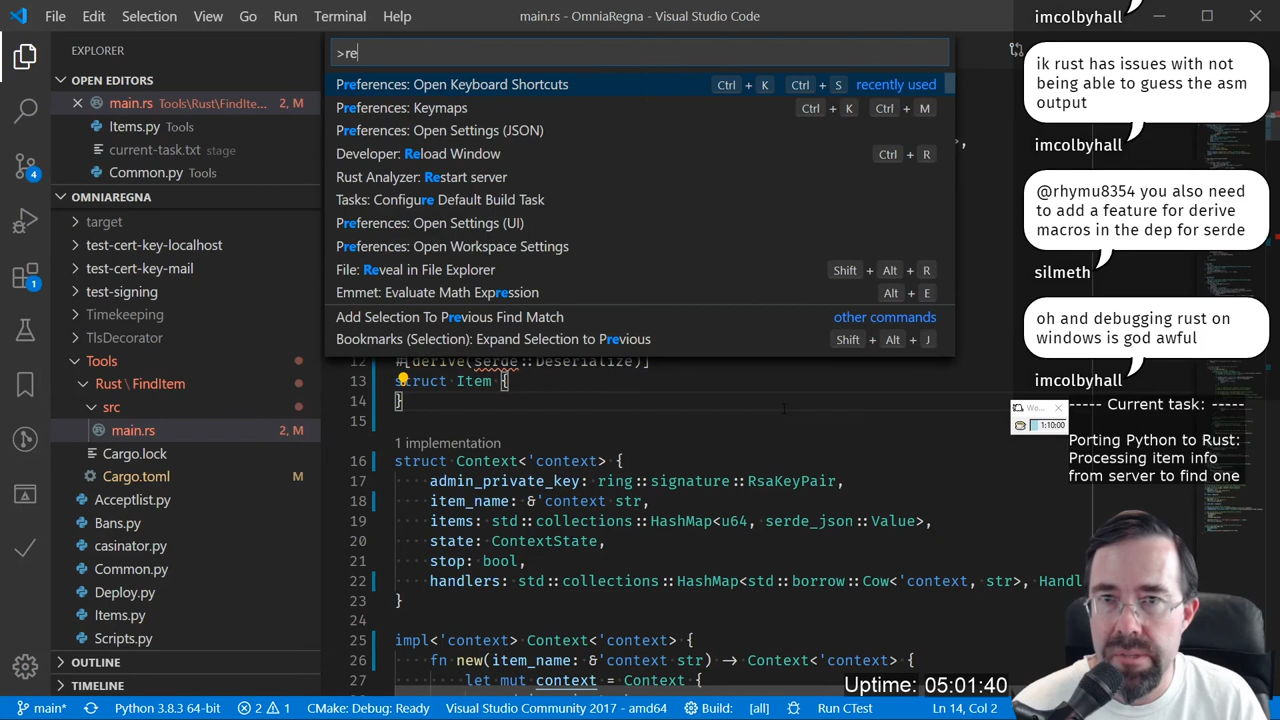 File Edit Selection View Go Run Terminal Help
main.rs - OmniaRegna - Visual Studio Code
EXPLORER
OPEN EDITORS
main.rs Tools\Rust\FindIte... 2, M
Items.py Tools
current-task.txt stage
Common.py Tools
OMNIAREGNA
target
test-cert-key-localhost
test-cert-key-mail
test-signing
Timekeeping
TlsDecorator
Tools
Rust \ FindItem
src
main.rs 2, M
Cargo.lock
Cargo.toml M
Acceptlist.py
Bans.py
casinator.py
Common.py
Deploy.py
Items.py
Scripts.py
OUTLINE
TIMELINE
4
1
>re
Preferences: Open Keyboard Shortcuts Ctrl + K Ctrl + S recently used
Preferences: Keymaps Ctrl + K Ctrl + M
Preferences: Open Settings (JSON)
Developer: Reload Window Ctrl + R
Rust Analyzer: Restart server
Tasks: Configure Default Build Task
Preferences: Open Settings (UI)
Preferences: Open Workspace Settings
File: Reveal in File Explorer Shift + Alt + R
Emmet: Evaluate Math Expression Alt + E
Add Selection To Previous Find Match other commands
Bookmarks (Selection): Expand Selection to Previous Shift + Alt + J
12 #[derive(serde::Deserialize)]
13 struct Item {
14 }
15
1 implementation
16 struct Context<'context> {
17 admin_private_key: ring::signature::RsaKeyPair,
18 item_name: &'context str,
19 items: std::collections::HashMap<u64, serde_json::Value>,
20 state: ContextState,
21 stop: bool,
22 handlers: std::collections::HashMap<std::borrow::Cow<'context, str>, Handl
23 }
24
25 impl<'context> Context<'context> {
26 fn new(item_name: &'context str) → Context<'context> {
27 let mut context = Context {
imcolbyhall
ik rust has issues with not
being able to guess the asm
output
imcolbyhall
@rhymu8354 you also need
to add a feature for derive
macros in the dep for serde
silmeth
oh and debugging rust on
windows is god awful
imcolbyhall
Wo...
1:10:00
----- Current task: -----
Porting Python to Rust:
Processing item info
from server to find one
Uptime: 05:01:40
main* Python 3.8.3 64-bit 2 1 CMake: Debug: Ready Visual Studio Community 2017 - amd64 Build: [all] Run CTest Ln 14, Col 2